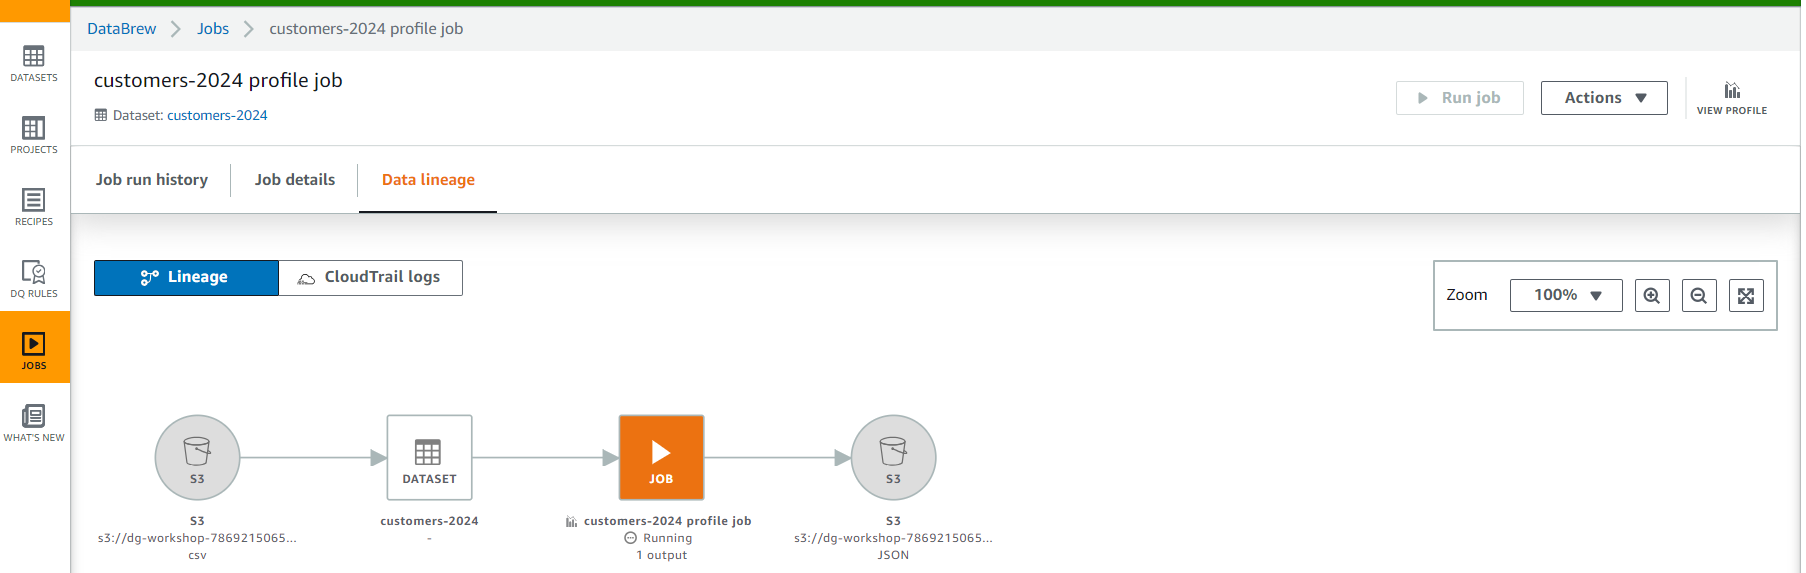 DataBrew > Jobs > customers-2024 profile job
DATASETS
PROJECTS
RECIPES
DQ RULES
JOBS
WHAT'S NEW
customers-2024 profile job
Dataset: customers-2024
Run job
Actions
VIEW PROFILE
Job run history
Job details
Data lineage
Lineage
CloudTrail logs
Zoom
100%
S3
DATASET
JOB
S3
S3
s3://dg-workshop-7869215065...
csv
customers-2024
-
customers-2024 profile job
Running
1 output
S3
s3://dg-workshop-7869215065...
JSON